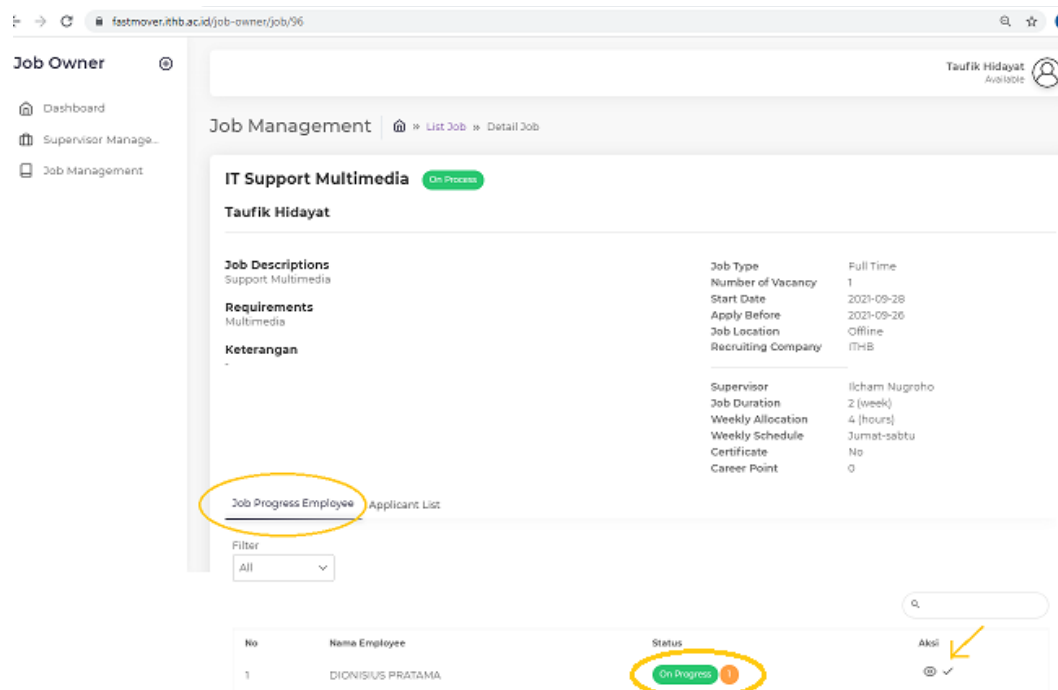 fastmover.ithb.ac.id/job-owner/job/96
Job Owner
Taufik Hidayat
Available
Dashboard
Supervisor Manage...
Job Management
Job Management » List Job » Detail Job
IT Support Multimedia On Process
Taufik Hidayat
Job Descriptions
Support Multimedia
Requirements
Multimedia
Keterangan
-
Job Type Full Time
Number of Vacancy 1
Start Date 2021-09-28
Apply Before 2021-09-26
Job Location Offline
Recruiting Company ITHB
Supervisor Ilcham Nugroho
Job Duration 2 (week)
Weekly Allocation 4 (hours)
Weekly Schedule Jumat-sabtu
Certificate No
Career Point 0
Job Progress Employee Applicant List
Filter
All
No Nama Employee Status Aksi
1 DIONISIUS PRATAMA On Progress 1